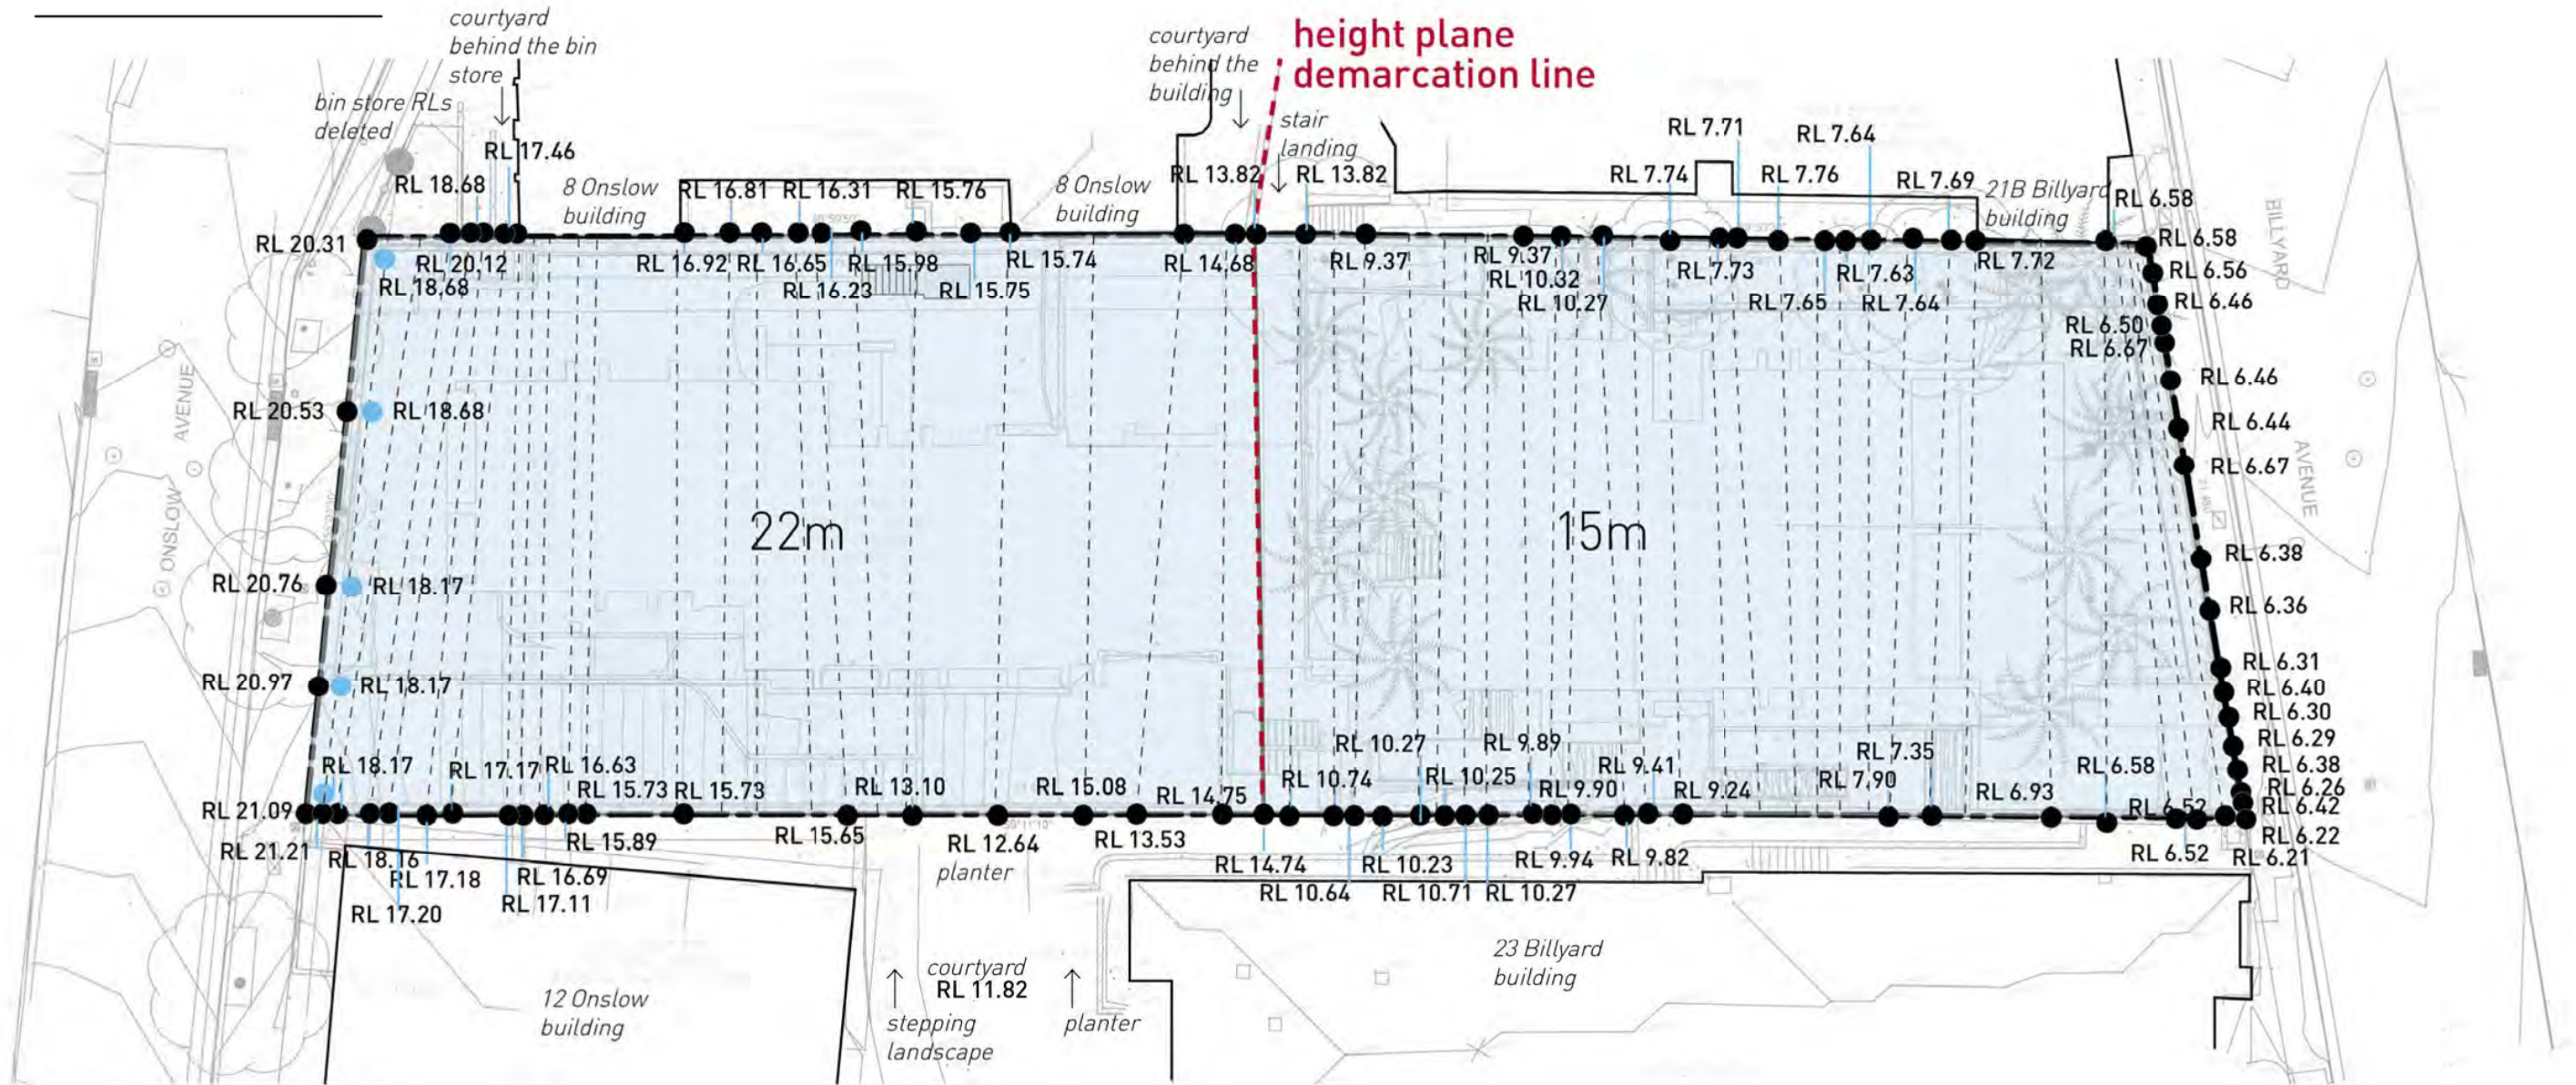 courtyard
behind the bin
store
bin store RLs
deleted
courtyard
behind the
building
height plane
demarcation line
stair
landing
RL 17.46
RL 18.68
8 Onslow
building
RL 16.81
RL 16.31
RL 15.76
8 Onslow
building
RL 13.82
RL 13.82
RL 7.71
RL 7.64
RL 7.74
RL 7.76
RL 7.69
21B Billyard
building
RL 6.58
BILLYARD
RL 20.31
RL 20.12
RL 18.68
RL 16.92
RL 16.65
RL 16.23
RL 15.98
RL 15.75
RL 15.74
RL 14.68
RL 9.37
RL 9.37
RL 10.32
RL 10.27
RL 7.73
RL 7.65
RL 7.63
RL 7.64
RL 7.72
RL 6.58
RL 6.56
RL 6.46
RL 6.50
RL 6.67
RL 6.46
RL 6.44
RL 6.67
AVENUE
RL 6.38
RL 6.36
RL 6.31
RL 6.40
RL 6.30
RL 6.29
RL 6.38
RL 6.26
RL 6.42
RL 6.22
RL 6.21
AVENUE
ONSLOW
RL 20.53
RL 18.68
RL 20.76
RL 18.17
RL 20.97
RL 18.17
22m
15m
RL 18.17
RL 17.17
RL 16.63
RL 15.73
RL 15.73
RL 13.10
RL 15.08
RL 14.75
RL 10.74
RL 10.27
RL 10.25
RL 9.89
RL 9.90
RL 9.41
RL 9.24
RL 7.90
RL 7.35
RL 6.93
RL 6.58
RL 6.52
RL 21.09
RL 21.21
RL 18.16
RL 17.18
RL 17.20
RL 17.11
RL 16.69
RL 15.89
RL 15.65
RL 12.64
planter
RL 13.53
RL 14.74
RL 10.64
RL 10.23
RL 10.71
RL 10.27
RL 9.94
RL 9.82
RL 6.52
12 Onslow
building
courtyard
RL 11.82
stepping
landscape
planter
23 Billyard
building